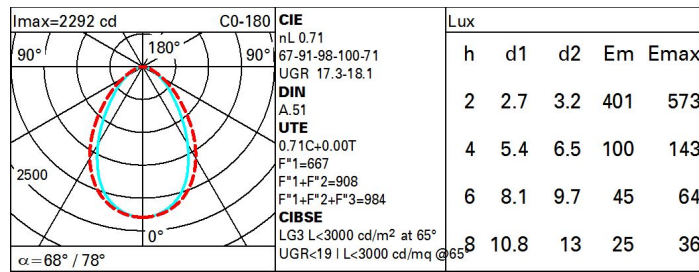 Imax=2292 cd C0-180
90° 180° 90°
2500
0°
α=68° / 78°
CIE
nL 0.71
67-91-98-100-71
UGR 17.3-18.1
DIN
A.51
UTE
0.71C+0.00T
F"1=667
F"1+F"2=908
F"1+F"2+F"3=984
CIBSE
LG3 L<3000 cd/m² at 65°
UGR<19 | L<3000 cd/mq @65°
Lux
h d1 d2 Em Emax
2 2.7 3.2 401 573
4 5.4 6.5 100 143
6 8.1 9.7 45 64
8 10.8 13 25 36